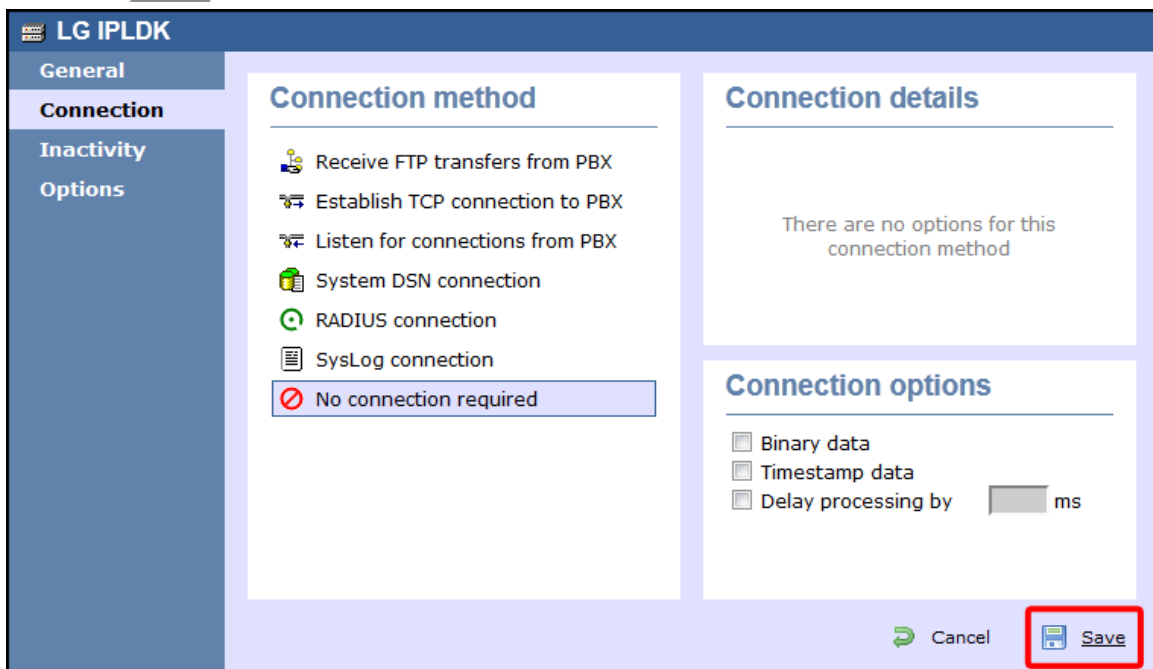 LG IPLDK
General
Connection
Inactivity
Options
Connection method
Receive FTP transfers from PBX
Establish TCP connection to PBX
Listen for connections from PBX
System DSN connection
RADIUS connection
SysLog connection
No connection required
Connection details
There are no options for this
connection method
Connection options
Binary data
Timestamp data
Delay processing by ms
Cancel Save